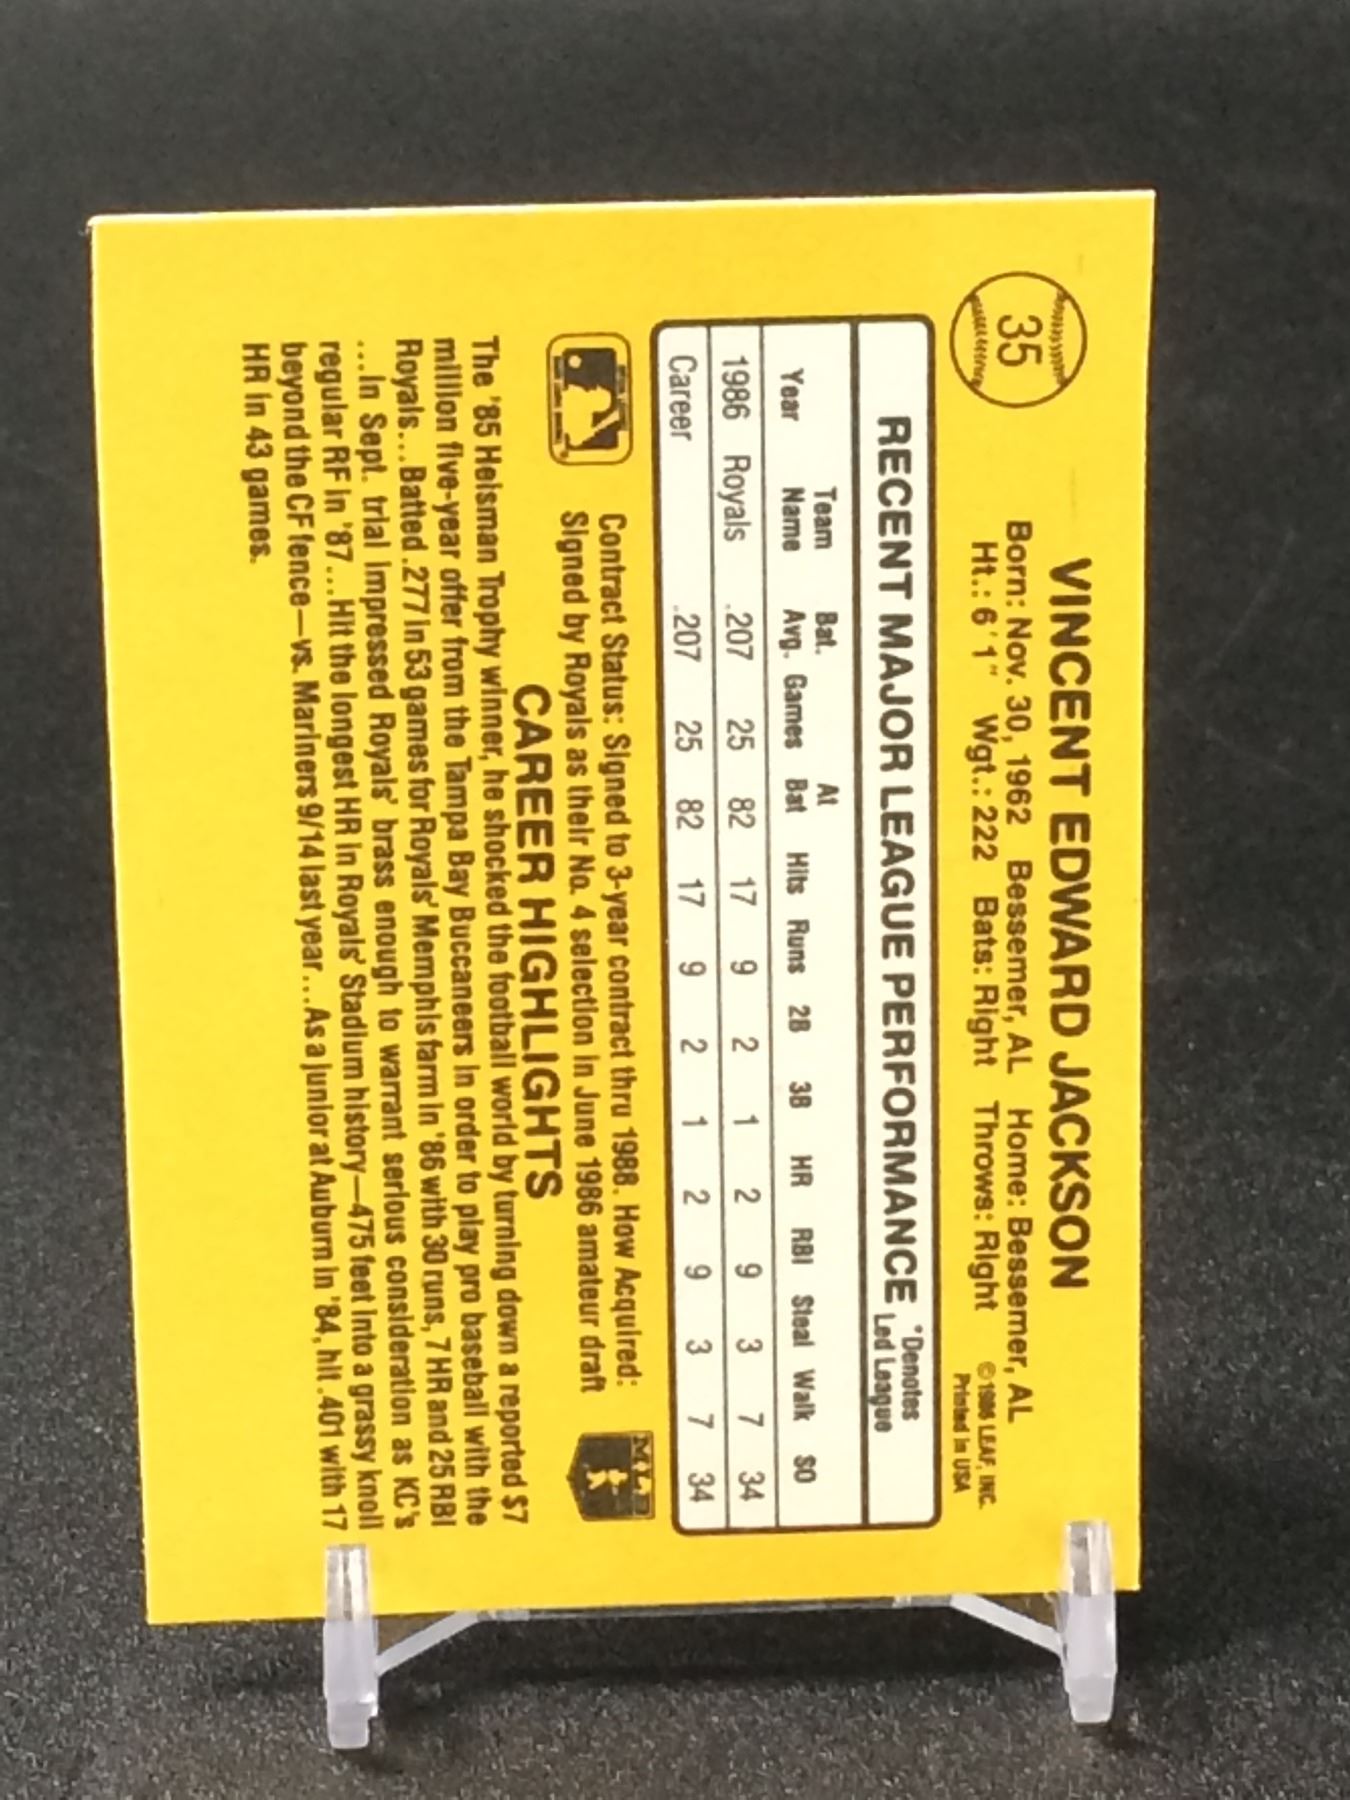 35
VINCENT EDWARD JACKSON
Born: Nov. 30, 1962 Bessemer, AL Home: Bessemer, AL
Ht.: 6'1" Wgt.: 222 Bats: Right Throws: Right
©1986 LEAF, INC.
Printed in USA
RECENT MAJOR LEAGUE PERFORMANCE *Denotes
Led League
Team Bat. At
Year Name Avg. Games Bat Hits Runs 2B 3B HR RBI Steal Walk SO
1986 Royals .207 25 82 17 9 2 1 2 9 3 7 34
Career .207 25 82 17 9 2 1 2 9 3 7 34
Contract Status: Signed to 3-year contract thru 1988. How Acquired:
Signed by Royals as their No. 4 selection in June 1986 amateur draft
MLB
CAREER HIGHLIGHTS
The '85 Heisman Trophy winner, he shocked the football world by turning down a reported $7
million five-year offer from the Tampa Bay Buccaneers in order to play pro baseball with the
Royals...Batted .277 in 53 games for Royals' Memphis farm in '86 with 30 runs, 7 HR and 25 RBI
...In Sept. trial impressed Royals' brass enough to warrant serious consideration as KC's
regular RF in '87...Hit the longest HR in Royals' Stadium history—475 feet into a grassy knoll
beyond the CF fence—vs. Mariners 9/14 last year...As a junior at Auburn in '84, hit .401 with 17
HR in 43 games.